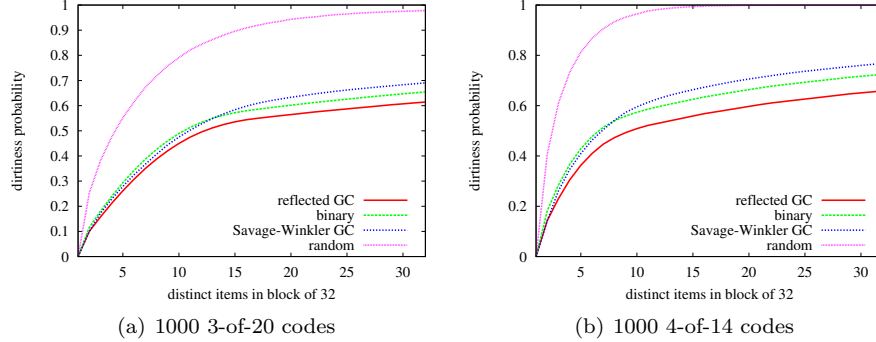 dirtiness probability
1
0.9
0.8
0.7
0.6
0.5
0.4
0.3
0.2
0.1
0
reflected GC
binary
Savage-Winkler GC
random
5 10 15 20 25 30
distinct items in block of 32
(a) 1000 3-of-20 codes
dirtiness probability
1
0.8
0.6
0.4
0.2
0
reflected GC
binary
Savage-Winkler GC
random
5 10 15 20 25 30
distinct items in block of 32
(b) 1000 4-of-14 codes